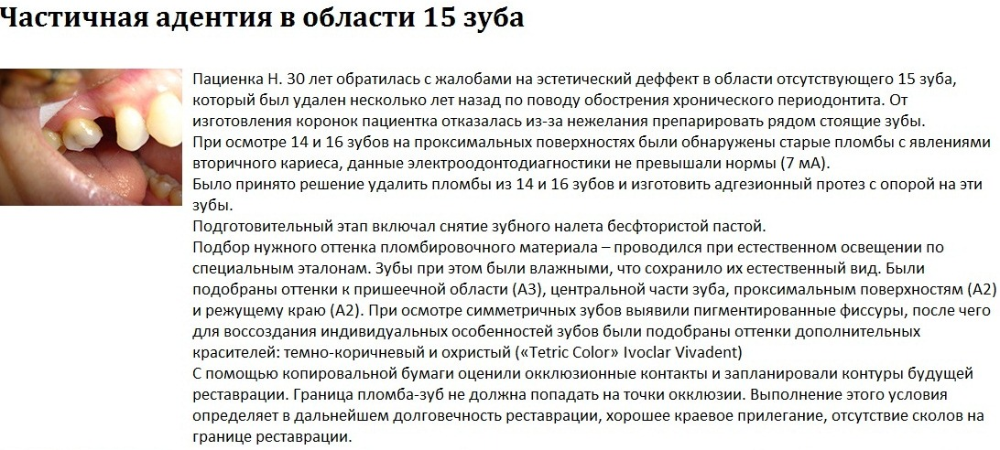 Частичная адентия в области 15 зуба
Пациенка Н. 30 лет обратилась с жалобами на эстетический деффект в области отсутствующего 15 зуба,
который был удален несколько лет назад по поводу обострения хронического периодонтита. От
изготовления коронок пациентка отказалась из-за нежелания препарировать рядом стоящие зубы.
При осмотре 14 и 16 зубов на проксимальных поверхностях были обнаружены старые пломбы с явлениями
вторичного кариеса, данные электроодонтодиагностики не превышали нормы (7 мА).
Было принято решение удалить пломбы из 14 и 16 зубов и изготовить адгезионный протез с опорой на эти
зубы.
Подготовительный этап включал снятие зубного налета бесфтористой пастой.
Подбор нужного оттенка пломбировочного материала – проводился при естественном освещении по
специальным эталонам. Зубы при этом были влажными, что сохранило их естественный вид. Были
подобраны оттенки к пришеечной области (А3), центральной части зуба, проксимальным поверхностям (А2)
и режущему краю (А2). При осмотре симметричных зубов выявили пигментированные фиссуры, после чего
для воссоздания индивидуальных особенностей зубов были подобраны оттенки дополнительных
красителей: темно-коричневый и охристый («Tetric Color» Ivoclar Vivadent)
С помощью копировальной бумаги оценили окклюзионные контакты и запланировали контуры будущей
реставрации. Граница пломба-зуб не должна попадать на точки окклюзии. Выполнение этого условия
определяет в дальнейшем долговечность реставрации, хорошее краевое прилегание, отсутствие сколов на
границе реставрации.